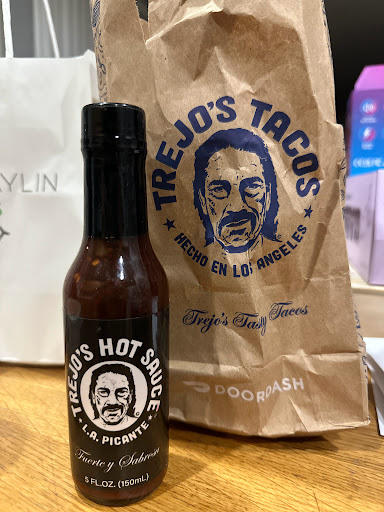 TREJO'S TACOS
HECHO EN LOS ANGELES
Trejo's Tasty Tacos
DOORDASH
TREJO'S HOT SAUCE
L.A. PICANTE
Fuerte y Sabroso
5 FL.OZ. (150mL)